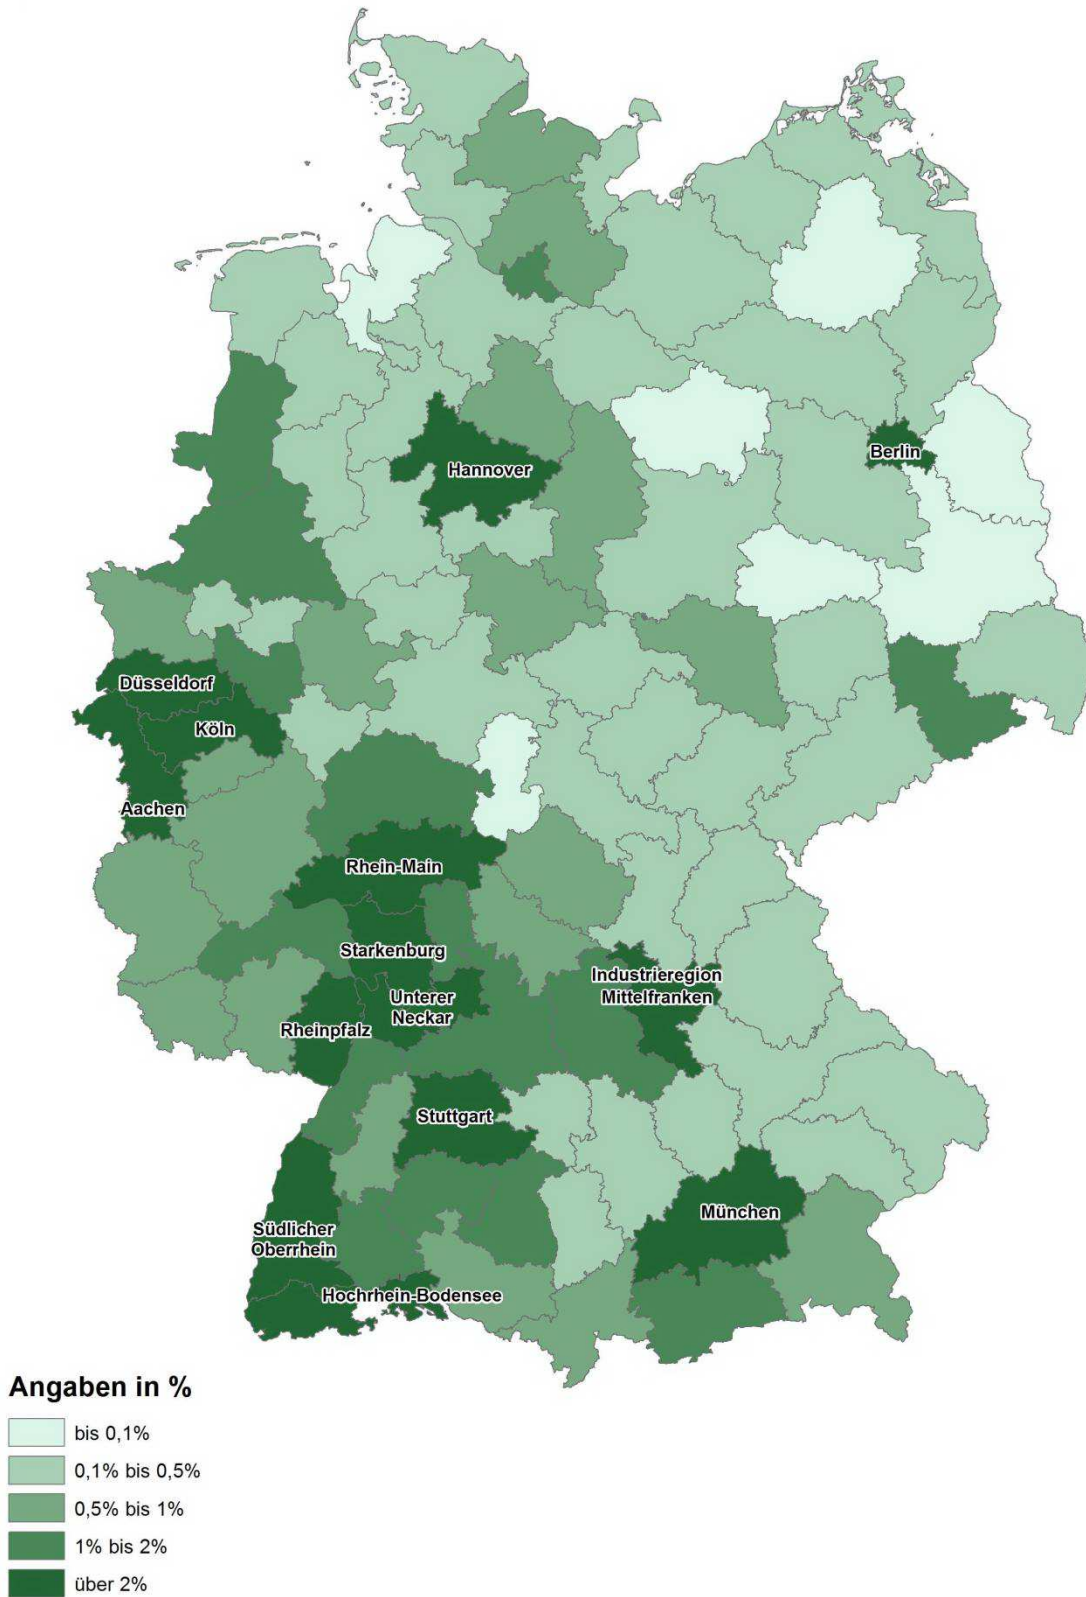 Hannover
Berlin
Düsseldorf
Köln
Aachen
Rhein-Main
Starkenburg
Industrieregion
Mittelfranken
Unterer
Neckar
Rheinpfalz
Stuttgart
München
Südlicher
Oberrhein
Hochrhein-Bodensee
Angaben in %
bis 0,1%
0,1% bis 0,5%
0,5% bis 1%
1% bis 2%
über 2%